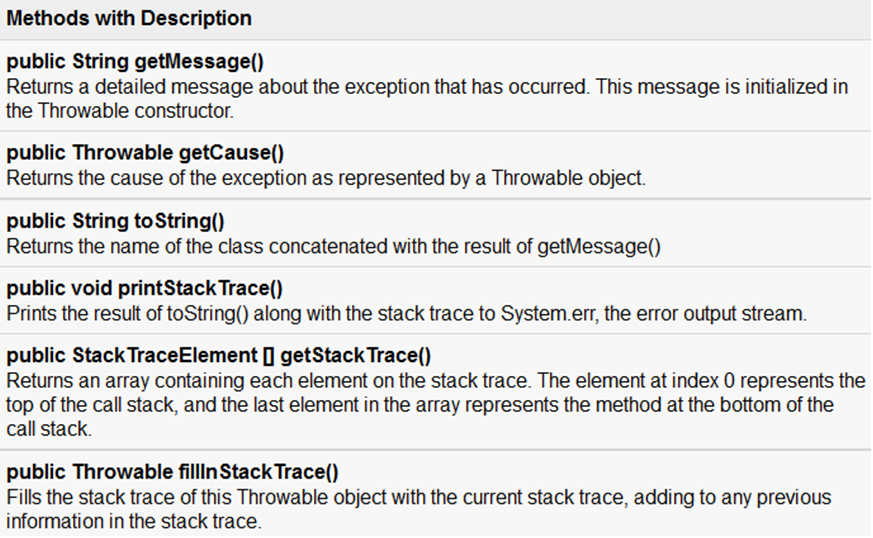 Methods with Description
public String getMessage()
Returns a detailed message about the exception that has occurred. This message is initialized in
the Throwable constructor.
public Throwable getCause()
Returns the cause of the exception as represented by a Throwable object.
public String toString()
Returns the name of the class concatenated with the result of getMessage()
public void printStackTrace()
Prints the result of toString() along with the stack trace to System.err, the error output stream.
public StackTraceElement [] getStackTrace()
Returns an array containing each element on the stack trace. The element at index 0 represents the
top of the call stack, and the last element in the array represents the method at the bottom of the
call stack.
public Throwable fillInStackTrace()
Fills the stack trace of this Throwable object with the current stack trace, adding to any previous
information in the stack trace.